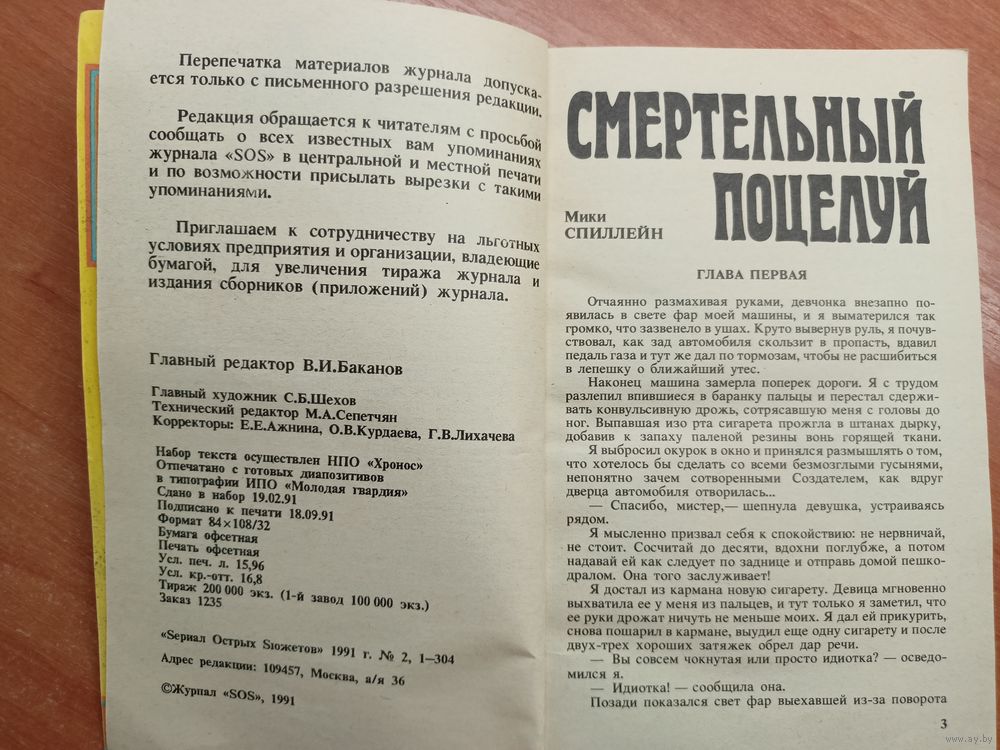 Перепечатка материалов журнала допуска-
ется только с письменного разрешения редакции.
Редакция обращается к читателям с просьбой
сообщать о всех известных вам упоминаниях
журнала «SOS» в центральной и местной печати
и по возможности присылать вырезки с такими
упоминаниями.
Приглашаем к сотрудничеству на льготных
условиях предприятия и организации, владеющие
бумагой, для увеличения тиража журнала и
издания сборников (приложений) журнала.
Главный редактор В.И.Баканов
Главный художник С.Б.Шехов
Технический редактор М.А.Сепетчян
Корректоры: Е.Е.Ажнина, О.В.Курдаева, Г.В.Лихачева
Набор текста осуществлен НПО «Хронос»
Отпечатано с готовых диапозитивов
в типографии ИПО «Молодая гвардия»
Сдано в набор 19.02.91
Подписано к печати 18.09.91
Формат 84×108/32
Бумага офсетная
Печать офсетная
Усл. печ. л. 15,96
Усл. кр.-отт. 16,8
Тираж 200 000 экз. (1-й завод 100 000 экз.)
Заказ 1235
«Sериал Oстрых Sюжетов» 1991 г. № 2, 1—304
Адрес редакции: 109457, Москва, а/я 36
©Журнал «SOS», 1991
СМЕРТЕЛЬНЫЙ
ПОЦЕЛУЙ
Мики
СПИЛЛЕЙН
ГЛАВА ПЕРВАЯ
Отчаянно размахивая руками, девчонка внезапно по-
явилась в свете фар моей машины, и я выматерился так
громко, что зазвенело в ушах. Круто вывернув руль, я почув-
ствовал, как зад автомобиля скользит в пропасть, вдавил
педаль газа и тут же дал по тормозам, чтобы не расшибиться
в лепешку о ближайший утес.
Наконец машина замерла поперек дороги. Я с трудом
разлепил впившиеся в баранку пальцы и перестал сдержи-
вать конвульсивную дрожь, сотрясавшую меня с головы до
ног. Выпавшая изо рта сигарета прожгла в штанах дырку,
добавив к запаху паленой резины вонь горящей ткани.
Я выбросил окурок в окно и принялся размышлять о том,
что хотелось бы сделать со всеми безмозглыми гусынями,
непонятно зачем сотворенными Создателем, как вдруг
дверца автомобиля отворилась...
— Спасибо, мистер,— шепнула девушка, устраиваясь
рядом.
Я мысленно призвал себя к спокойствию: не нервничай,
не стоит. Сосчитай до десяти, вдохни поглубже, а потом
надавай ей как следует по заднице и отправь домой пешко-
дралом. Она того заслуживает!
Я достал из кармана новую сигарету. Девица мгновенно
выхватила ее у меня из пальцев, и тут только я заметил, что
ее руки дрожат ничуть не меньше моих. Я дал ей прикурить,
снова пошарил в кармане, выудил еще одну сигарету и после
двух-трех хороших затяжек обрел дар речи.
— Вы совсем чокнутая или просто идиотка? — осведо-
мился я.
— Идиотка! — сообщила она.
Позади показался свет фар выехавшей из-за поворота
3
www.ay.by